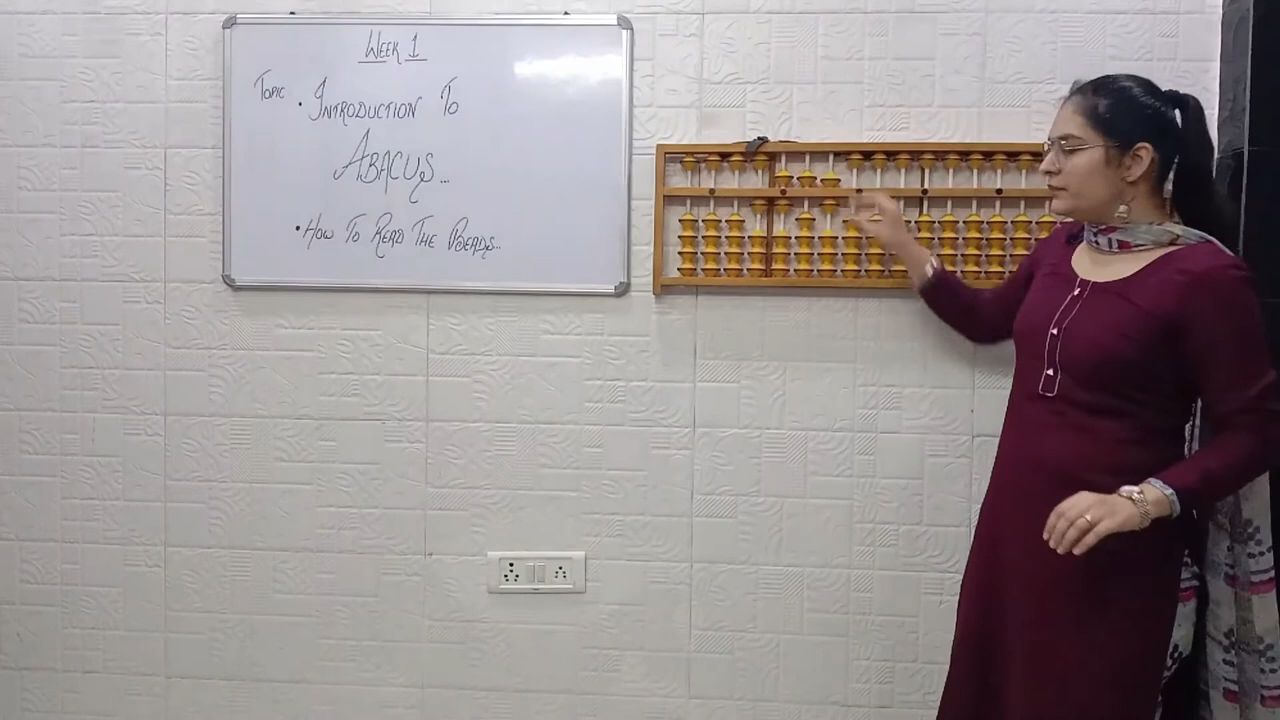 WEEK 1
TOPIC • INTRODUCTION TO
ABACUS...
• HOW TO READ THE BEADS...